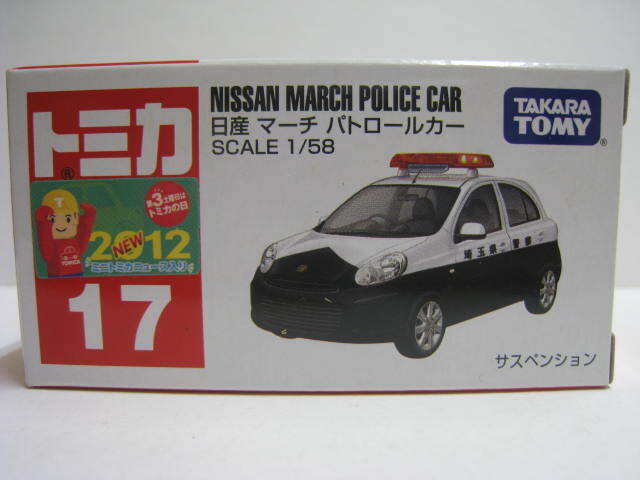 トミカ
®
第3土曜日は
トミカの日
T
NEW
2012
ミニトミカニュース入り
TOMICA
17
NISSAN MARCH POLICE CAR
日産 マーチ パトロールカー
SCALE 1/58
TAKARA
TOMY
®
埼玉県警察
サスペンション